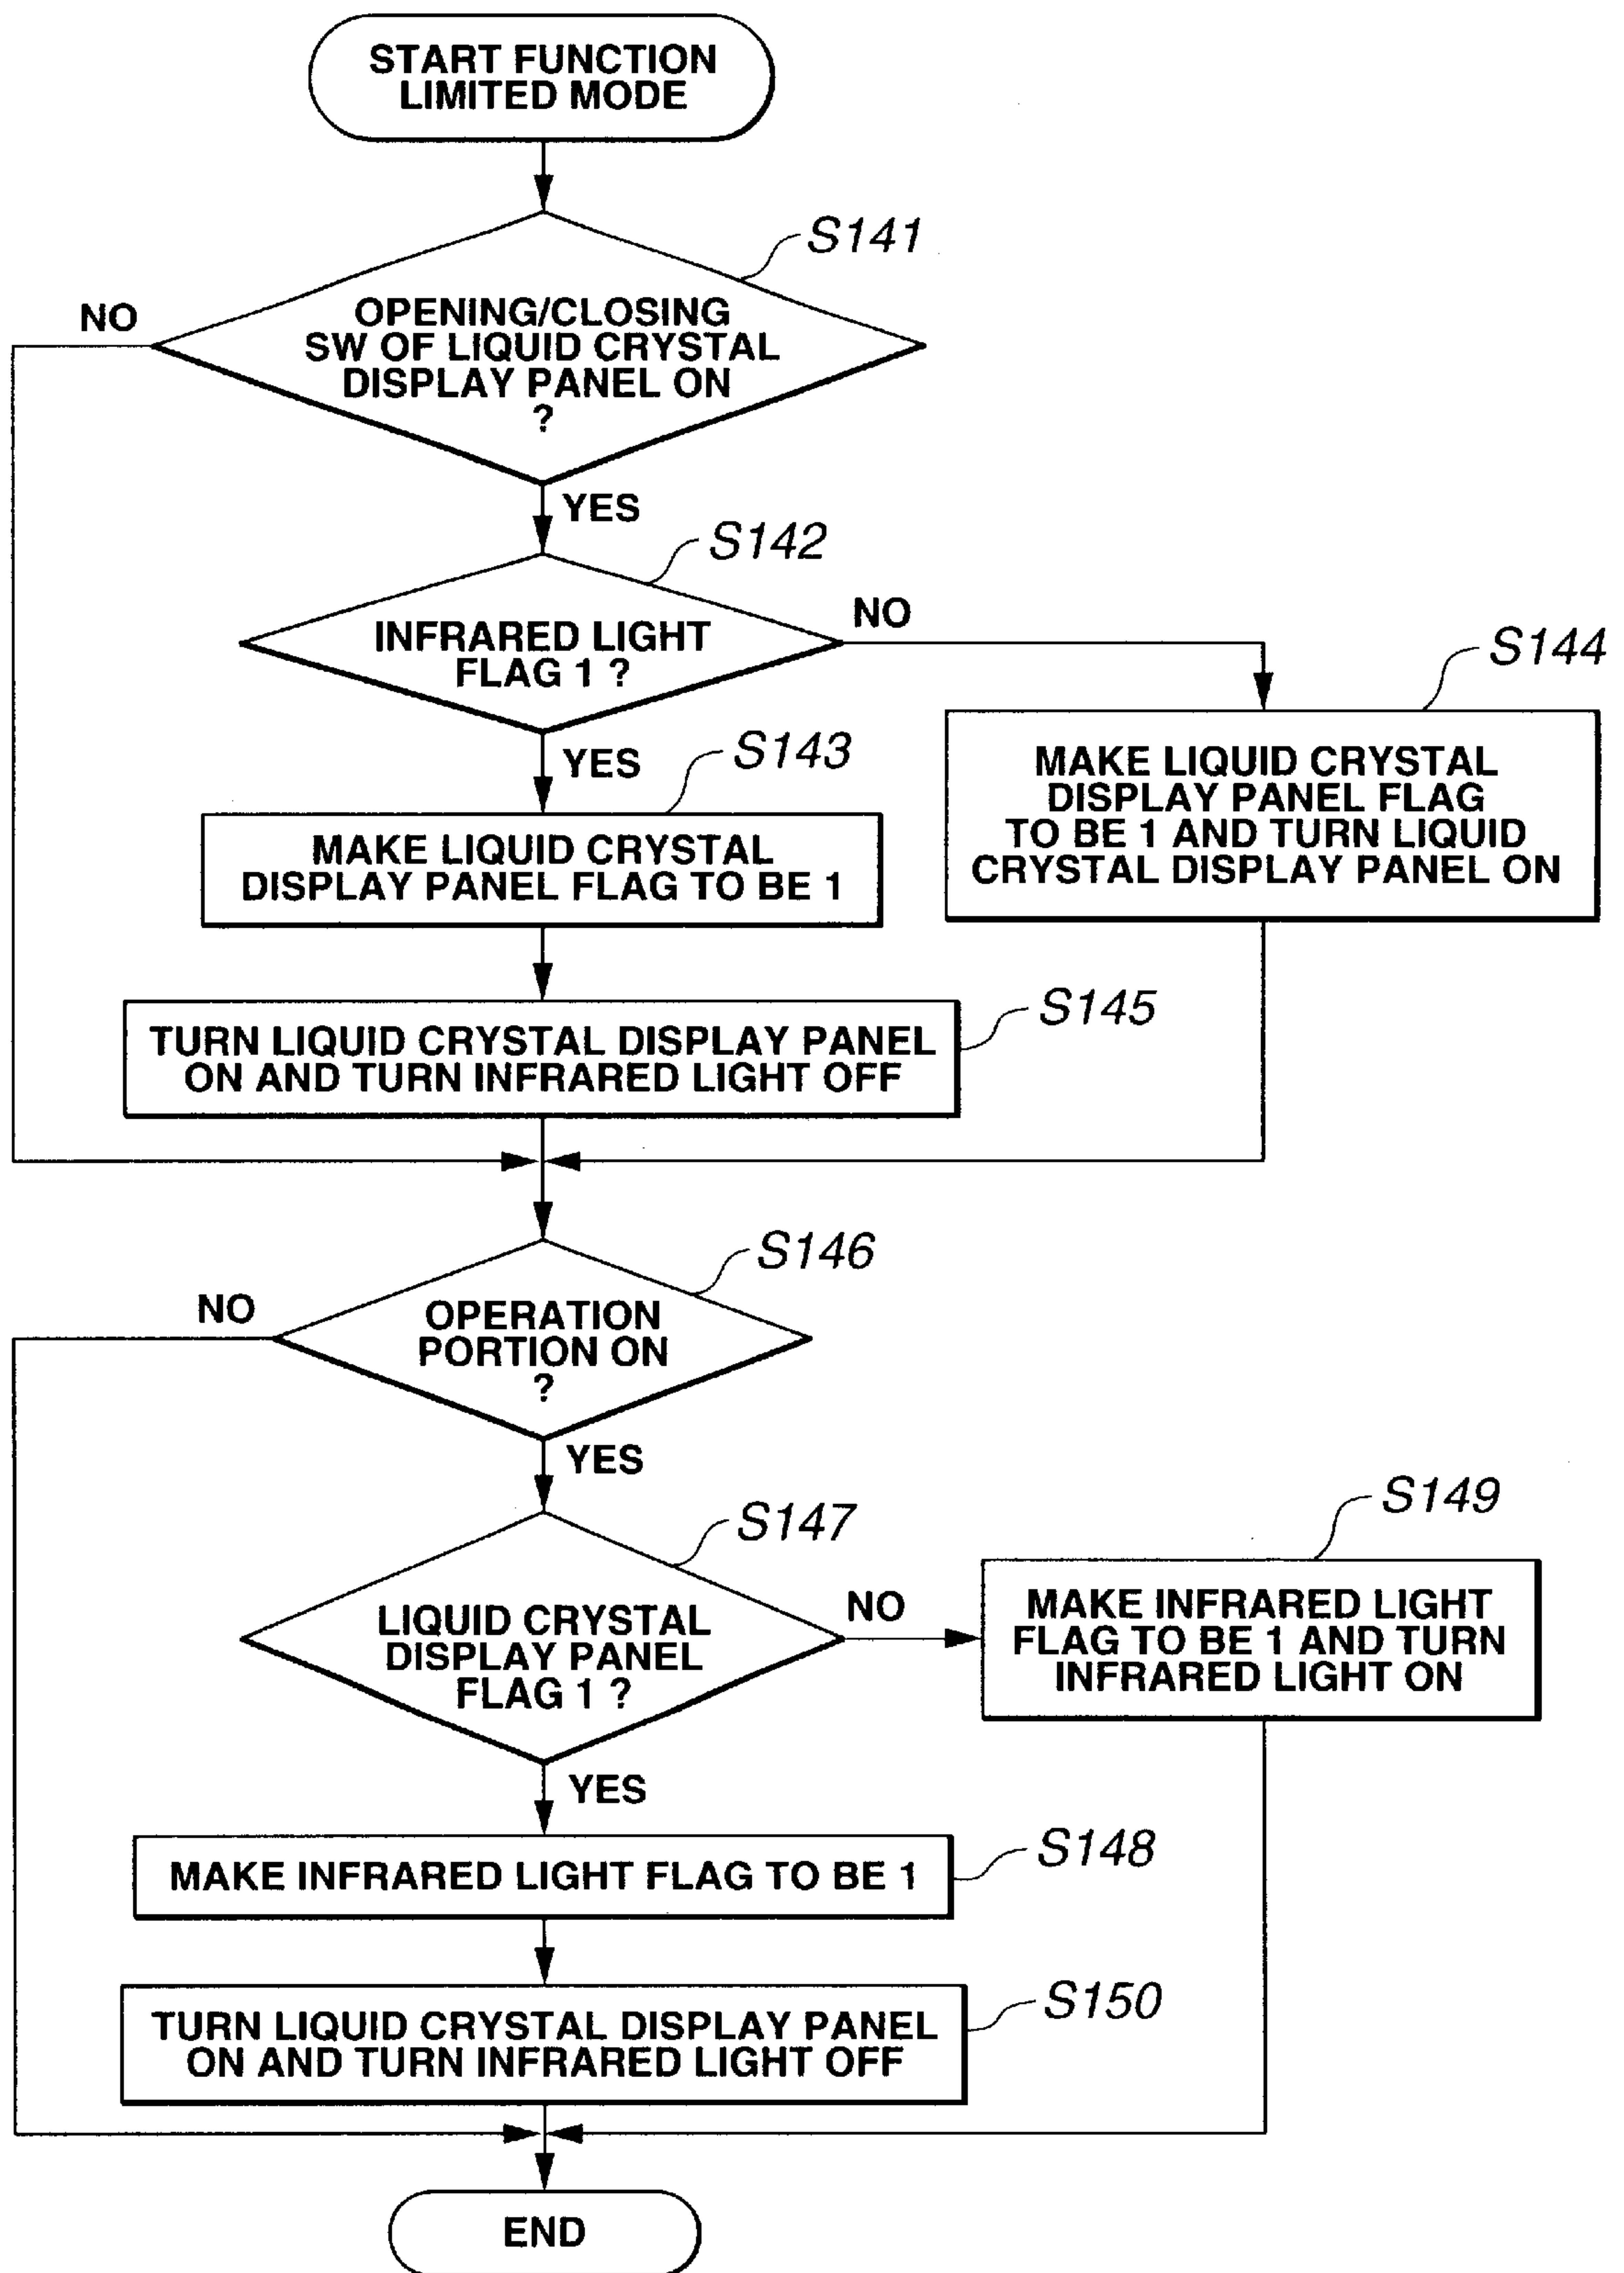 START FUNCTION
LIMITED MODE
S141
NO
OPENING/CLOSING
SW OF LIQUID CRYSTAL
DISPLAY PANEL ON
?
YES
S142
NO
INFRARED LIGHT
FLAG 1 ?
S144
YES
S143
MAKE LIQUID CRYSTAL
DISPLAY PANEL FLAG
TO BE 1 AND TURN LIQUID
CRYSTAL DISPLAY PANEL ON
MAKE LIQUID CRYSTAL
DISPLAY PANEL FLAG TO BE 1
S145
TURN LIQUID CRYSTAL DISPLAY PANEL
ON AND TURN INFRARED LIGHT OFF
S146
NO
OPERATION
PORTION ON
?
YES
S147
S149
NO
LIQUID CRYSTAL
DISPLAY PANEL
FLAG 1 ?
MAKE INFRARED LIGHT
FLAG TO BE 1 AND TURN
INFRARED LIGHT ON
YES
S148
MAKE INFRARED LIGHT FLAG TO BE 1
S150
TURN LIQUID CRYSTAL DISPLAY PANEL
ON AND TURN INFRARED LIGHT OFF
END